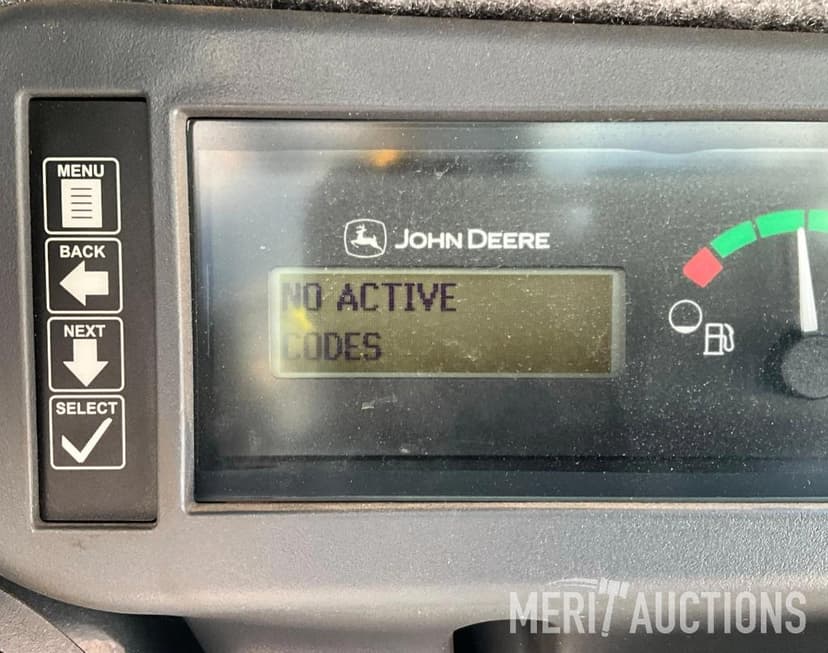 MENU
BACK
NEXT
SELECT
JOHN DEERE
NO ACTIVE
CODES
MERIT AUCTIONS